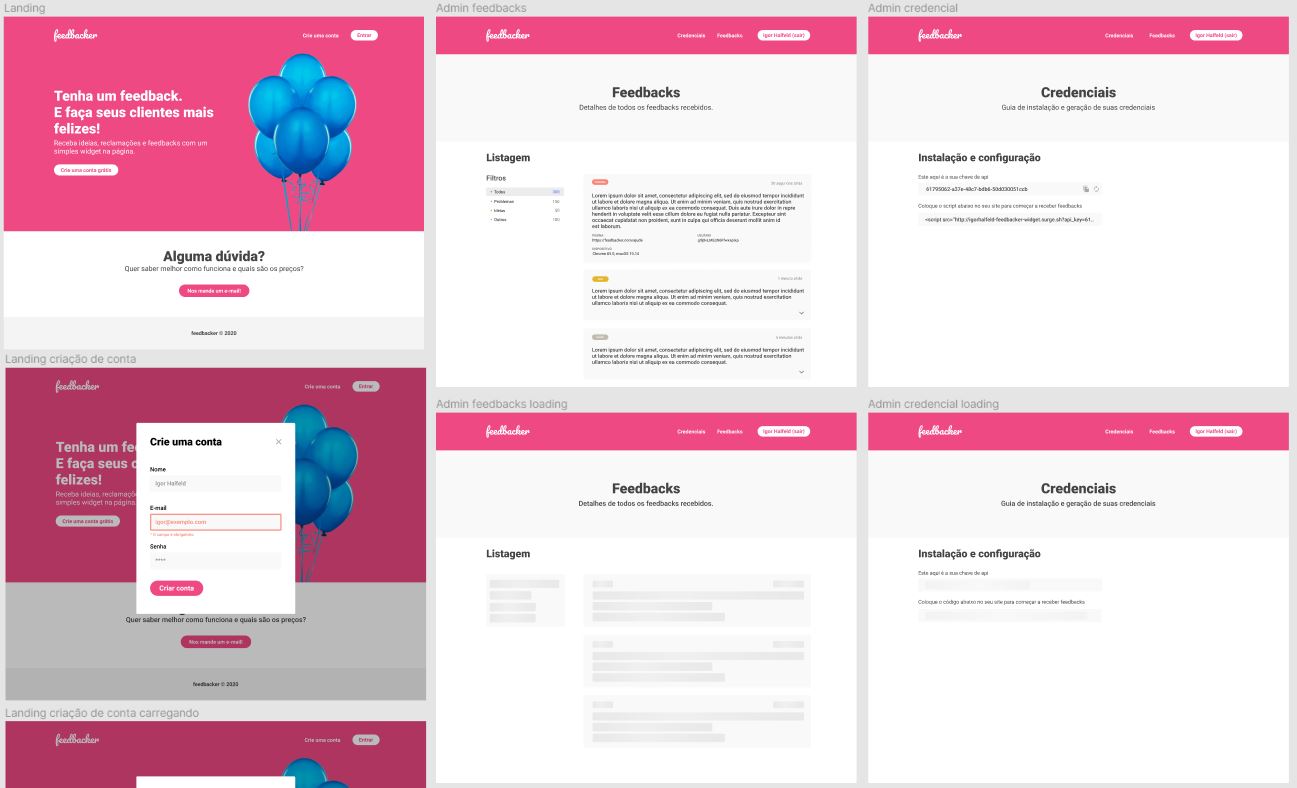 Landing
feedbacker
Crie uma conta
Entrar
Tenha um feedback.
E faça seus clientes mais
felizes!
Receba ideias, reclamações e feedbacks com um
simples widget na página.
Crie uma conta grátis
Alguma dúvida?
Quer saber melhor como funciona e quais são os preços?
Nos mande um e-mail!
feedbacker © 2020
Landing criação de conta
feedbacker
Crie uma conta
Entrar
Tenha um fe
E faça seus c
felizes!
Receba ideias, reclamaçõ
simples widget na página
Crie uma conta grátis
Crie uma conta
Nome
Igor Halfeld
E-mail
igor@exemplo.com
Senha
****
Criar conta
Quer saber melhor como funciona e quais são os preços?
Nos mande um e-mail!
feedbacker © 2020
Landing criação de conta carregando
feedbacker
Crie uma conta
Entrar
Admin feedbacks
feedbacker
Credenciais
Feedbacks
Igor Halfeld (sair)
Feedbacks
Detalhes de todos os feedbacks recebidos.
Listagem
Filtros
Todos
Problemas
Ideias
Outros
Lorem ipsum dolor sit amet, consectetur adipiscing elit, sed do eiusmod tempor incididunt
ut labore et dolore magna aliqua. Ut enim ad minim veniam, quis nostrud exercitation
ullamco laboris nisi ut aliquip ex ea commodo consequat. Duis aute irure dolor in repre
henderit in voluptate velit esse cillum dolore eu fugiat nulla pariatur. Excepteur sint
occaecat cupidatat non proident, sunt in culpa qui officia deserunt mollit anim id
est laborum.
1 minuto atrás
Lorem ipsum dolor sit amet, consectetur adipiscing elit, sed do eiusmod tempor incididunt
ut labore et dolore magna aliqua. Ut enim ad minim veniam, quis nostrud exercitation
ullamco laboris nisi ut aliquip ex ea commodo consequat.
5 minutos atrás
Lorem ipsum dolor sit amet, consectetur adipiscing elit, sed do eiusmod tempor incididunt
ut labore et dolore magna aliqua. Ut enim ad minim veniam, quis nostrud exercitation
ullamco laboris nisi ut aliquip ex ea commodo consequat.
Admin feedbacks loading
feedbacker
Credenciais
Feedbacks
Igor Halfeld (sair)
Feedbacks
Detalhes de todos os feedbacks recebidos.
Listagem
Admin credencial
feedbacker
Credenciais
Feedbacks
Igor Halfeld (sair)
Credenciais
Guia de instalação e geração de suas credenciais
Instalação e configuração
Este aqui é a sua chave de api
61795062-a37e-48c7-bdb6-50d030051ccb
Coloque o script abaixo no seu site para começar a receber feedbacks
<script src="http://igorhalfeld-feedbacker-widget.surge.sh?api_key=61...
Admin credencial loading
feedbacker
Credenciais
Feedbacks
Igor Halfeld (sair)
Credenciais
Guia de instalação e geração de suas credenciais
Instalação e configuração
Este aqui é a sua chave de api
Coloque o código abaixo no seu site para começar a receber feedbacks